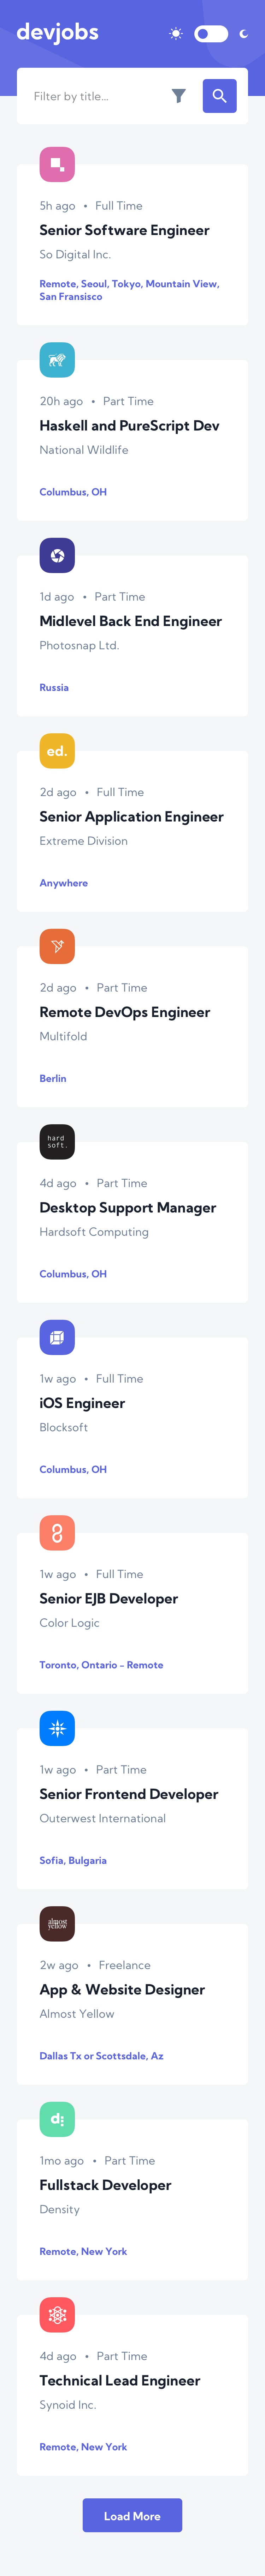 devjobs
Filter by title...
5h ago • Full Time
Senior Software Engineer
So Digital Inc.
Remote, Seoul, Tokyo, Mountain View,
San Fransisco
20h ago • Part Time
Haskell and PureScript Dev
National Wildlife
Columbus, OH
1d ago • Part Time
Midlevel Back End Engineer
Photosnap Ltd.
Russia
ed.
2d ago • Full Time
Senior Application Engineer
Extreme Division
Anywhere
2d ago • Part Time
Remote DevOps Engineer
Multifold
Berlin
hard
soft.
4d ago • Part Time
Desktop Support Manager
Hardsoft Computing
Columbus, OH
1w ago • Full Time
iOS Engineer
Blocksoft
Columbus, OH
1w ago • Full Time
Senior EJB Developer
Color Logic
Toronto, Ontario - Remote
1w ago • Part Time
Senior Frontend Developer
Outerwest International
Sofia, Bulgaria
almost
yellow
2w ago • Freelance
App & Website Designer
Almost Yellow
Dallas Tx or Scottsdale, Az
d
1mo ago • Part Time
Fullstack Developer
Density
Remote, New York
4d ago • Part Time
Technical Lead Engineer
Synoid Inc.
Remote, New York
Load More